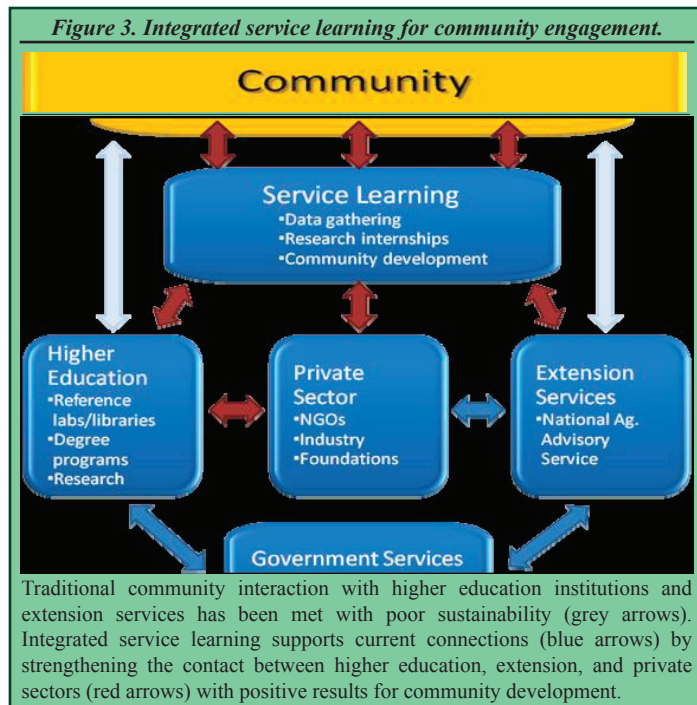 Figure 3. Integrated service learning for community engagement.
Community
Service Learning
▪Data gathering
▪Research internships
▪Community development
Higher
Education
▪Reference
labs/libraries
▪Degree
programs
▪Research
Private
Sector
▪NGOs
▪Industry
▪Foundations
Extension
Services
▪National Ag.
Advisory
Service
Government Services
Traditional community interaction with higher education institutions and
extension services has been met with poor sustainability (grey arrows).
Integrated service learning supports current connections (blue arrows) by
strengthening the contact between higher education, extension, and private
sectors (red arrows) with positive results for community development.